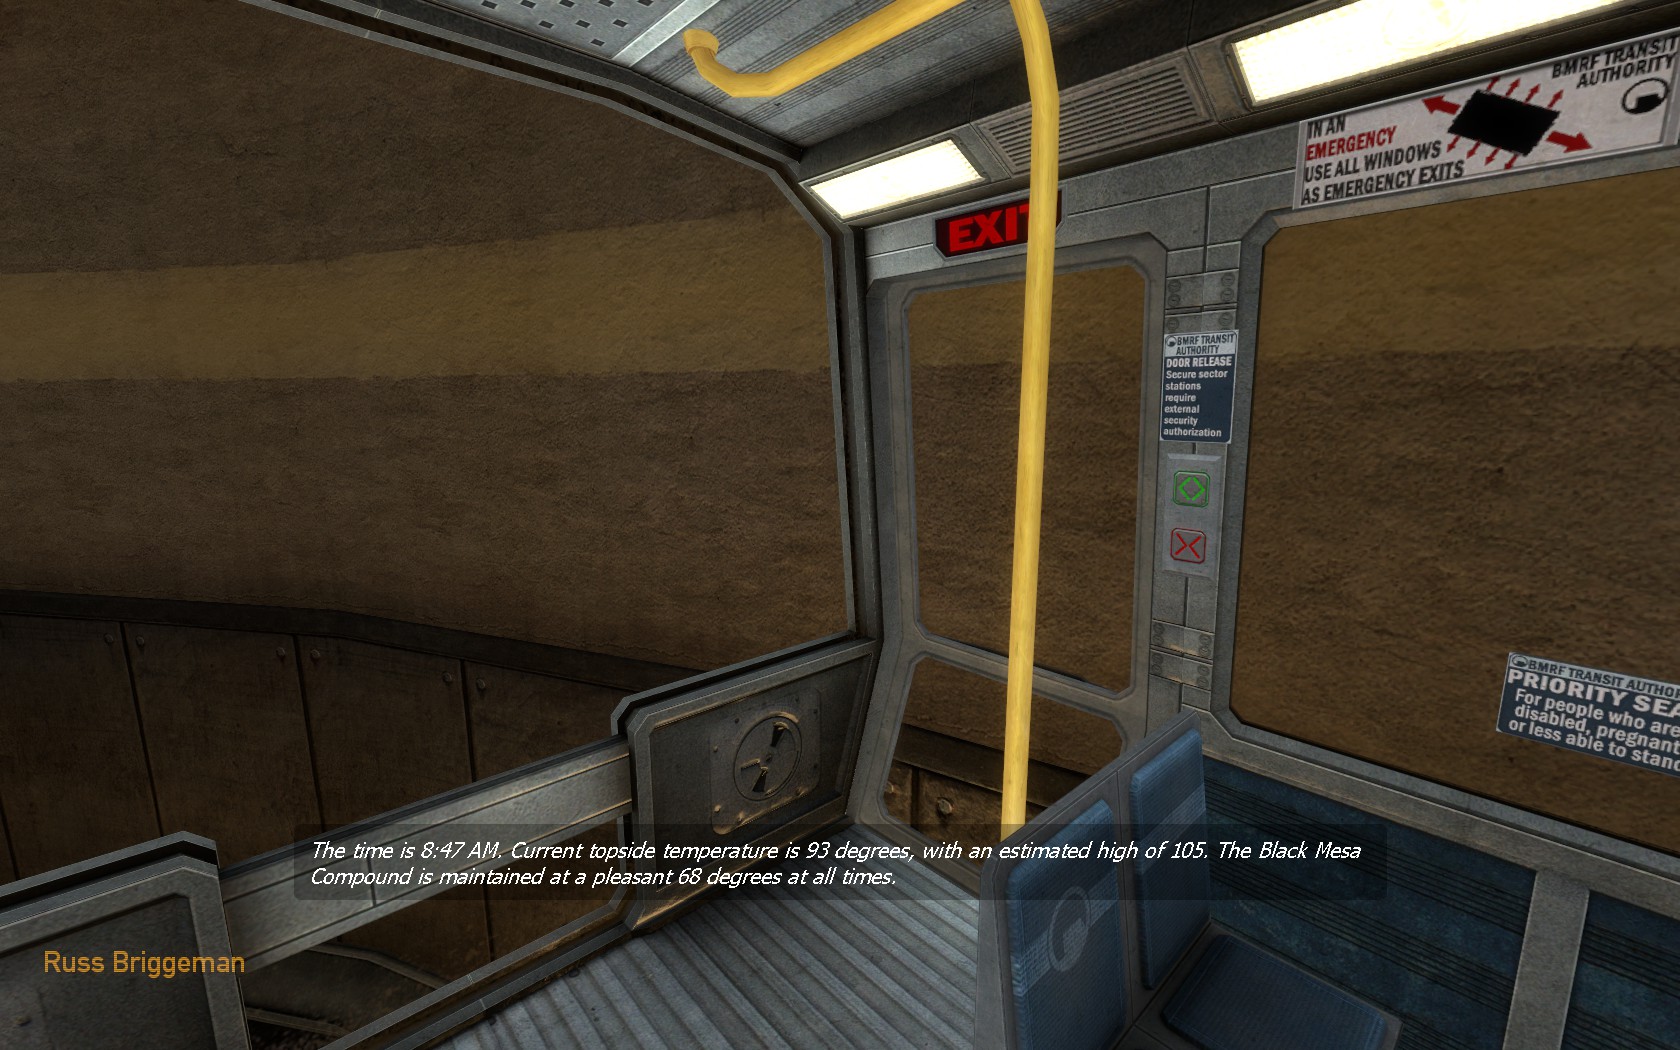 BMRF TRANSIT
AUTHORITY
IN AN
EMERGENCY
USE ALL WINDOWS
AS EMERGENCY EXITS
EXIT
BMRF TRANSIT
AUTHORITY
DOOR RELEASE
Secure sector
stations
require
external
security
authorization
BMRF TRANSIT
PRIORITY
For people who are
disabled, pregnant
or less able to stand
The time is 8:47 AM. Current topside temperature is 93 degrees, with an estimated high of 105. The Black Mesa
Compound is maintained at a pleasant 68 degrees at all times.
Russ Briggeman